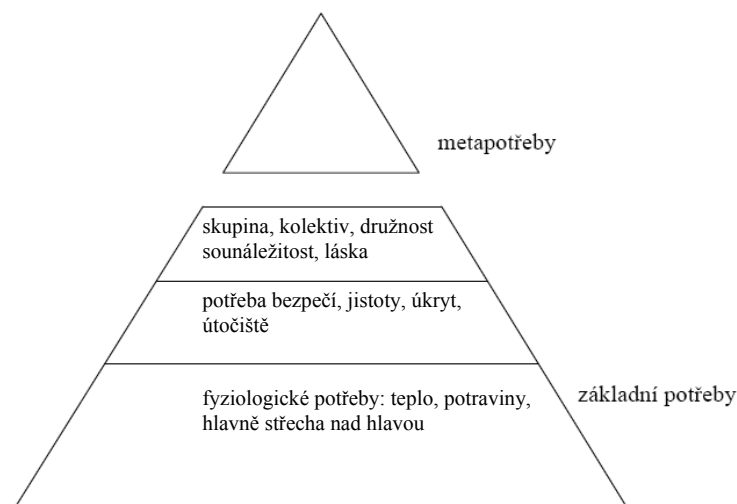 metapotřeby
skupina, kolektiv, družnost
sounáležitost, láska
potřeba bezpečí, jistoty, úkryt,
útočiště
fyziologické potřeby: teplo, potraviny,
hlavně střecha nad hlavou
základní potřeby